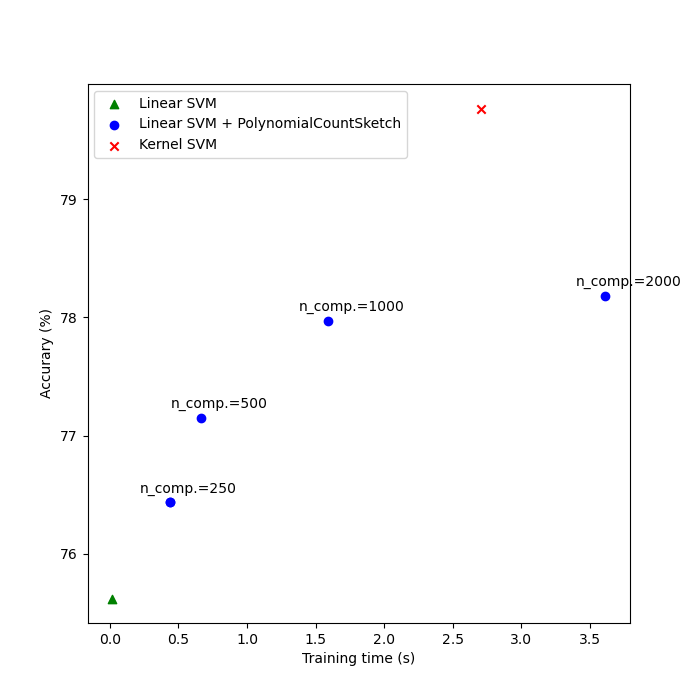 Linear SVM
Linear SVM + PolynomialCountSketch
Kernel SVM
79
n_comp.=2000
78
n_comp.=1000
Accurary (%)
n_comp.=500
77
n_comp.=250
76
0.0 0.5 1.0 1.5 2.0 2.5 3.0 3.5
Training time (s)